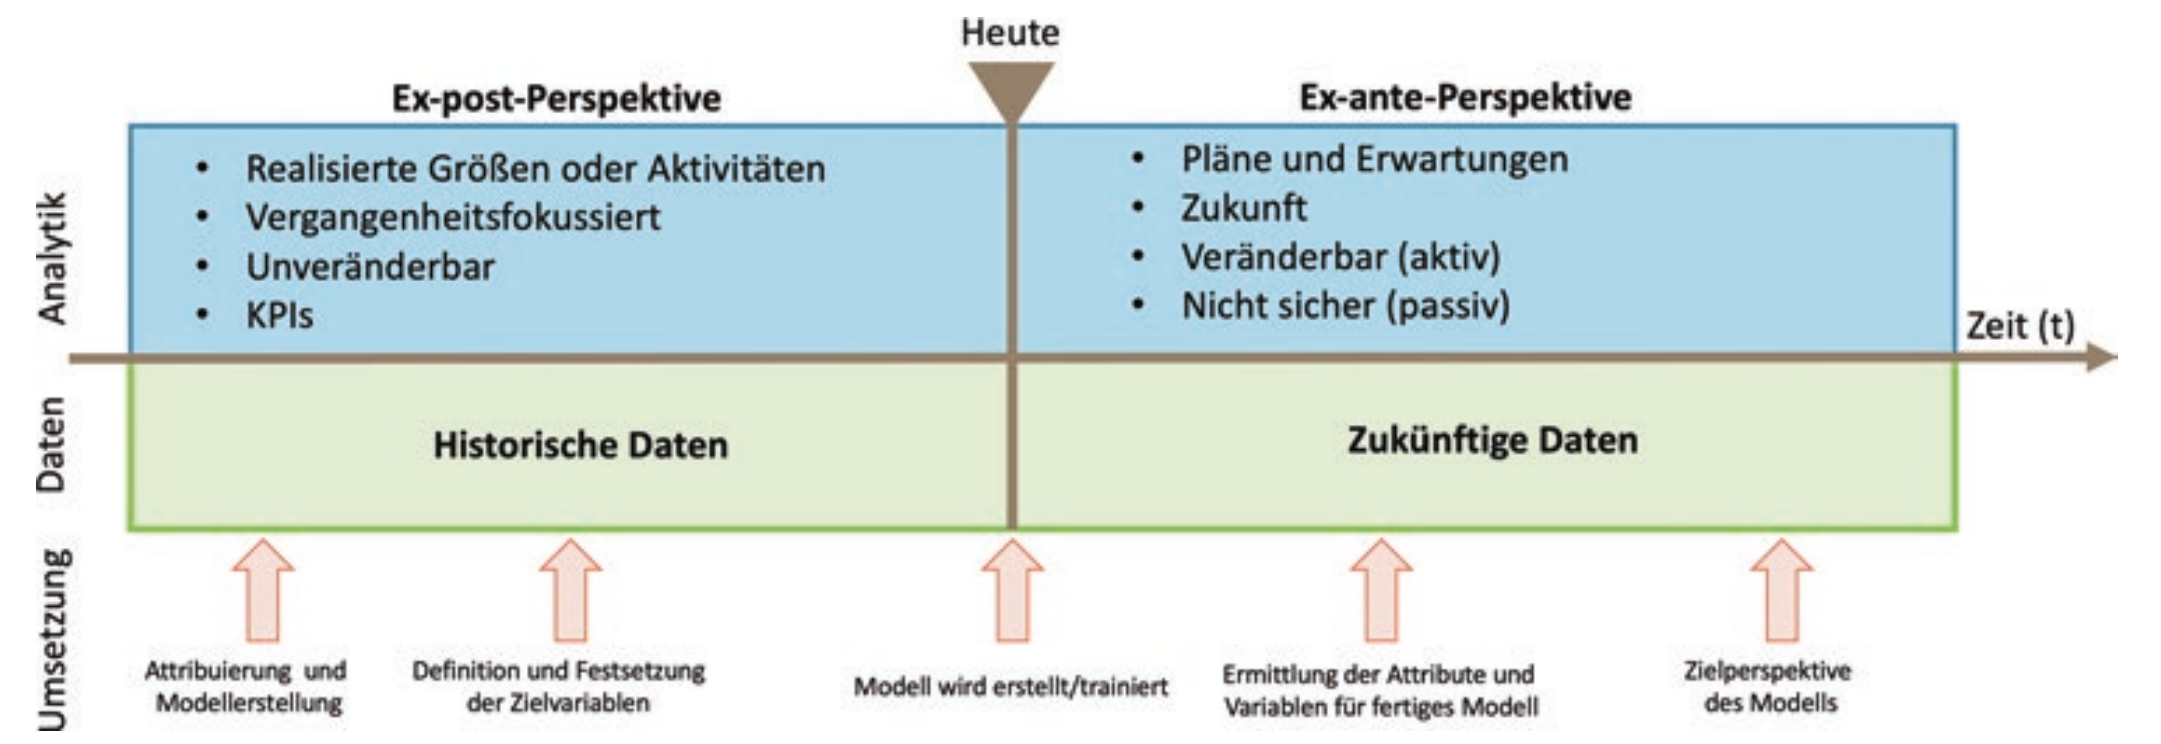 Heute
Ex-post-Perspektive
Ex-ante-Perspektive
Analytik
• Realisierte Größen oder Aktivitäten
• Vergangenheitsfokussiert
• Unveränderbar
• KPIs
• Pläne und Erwartungen
• Zukunft
• Veränderbar (aktiv)
• Nicht sicher (passiv)
Zeit (t)
Daten
Historische Daten
Zukünftige Daten
Umsetzung
Attribuierung und
Modellerstellung
Definition und Festsetzung
der Zielvariablen
Modell wird erstellt/trainiert
Ermittlung der Attribute und
Variablen für fertiges Modell
Zielperspektive
des Modells